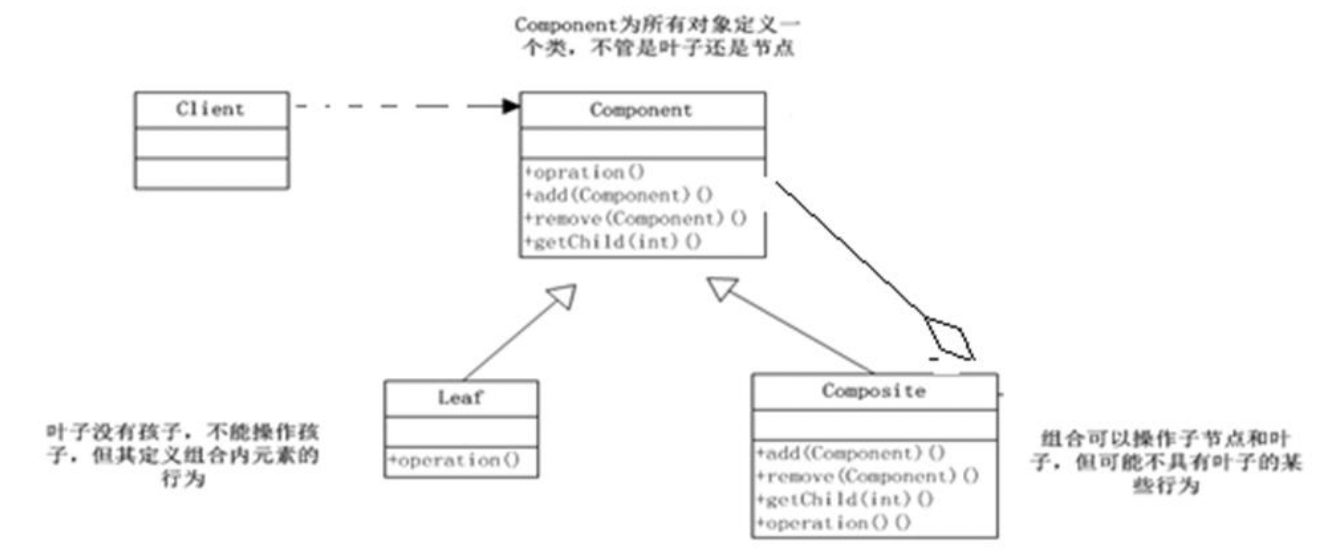 Component为所有对象定义一
个类，不管是叶子还是节点
Client
Component
+opration()
+add(Component)()
+remove(Component)()
+getChild(int)()
Leaf
+operation()
叶子没有孩子，不能操作孩
子，但其定义组合内元素的
行为
Composite
+add(Component)()
+remove(Component)()
+getChild(int)()
+operation()()
组合可以操作子节点和叶
子，但可能不具有叶子的某
些行为